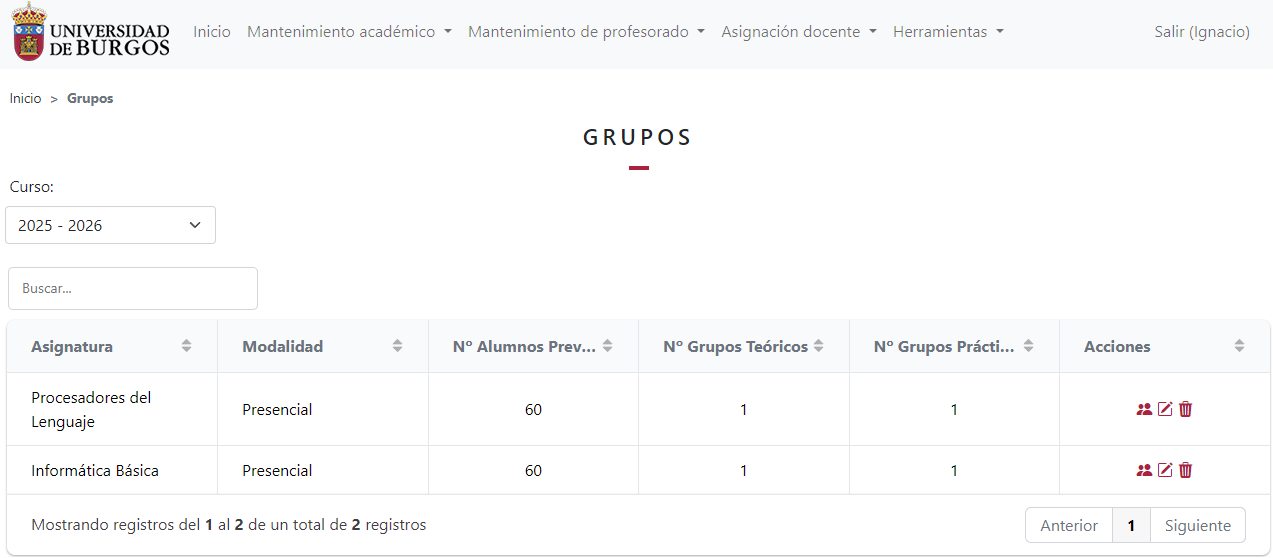 UNIVERSIDAD
DE BURGOS
Inicio Mantenimiento académico Mantenimiento de profesorado Asignación docente Herramientas Salir (Ignacio)
Inicio > Grupos
GRUPOS
Curso:
2025 - 2026
Buscar...
Asignatura Modalidad Nº Alumnos Prev... Nº Grupos Teóricos Nº Grupos Prácti... Acciones
Procesadores del
Lenguaje
Presencial 60 1 1
Informática Básica Presencial 60 1 1
Mostrando registros del 1 al 2 de un total de 2 registros Anterior 1 Siguiente